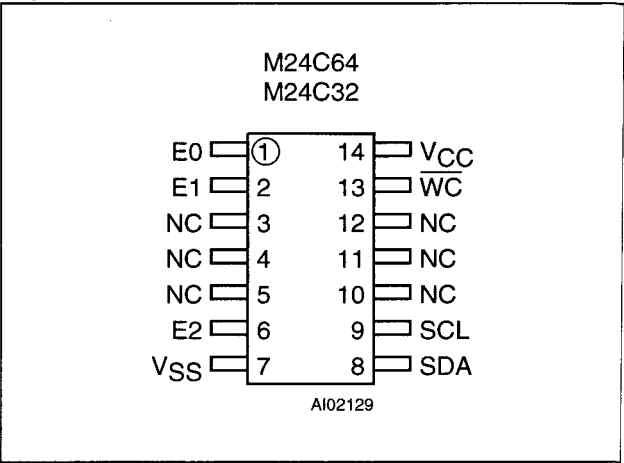 M24C64
M24C32
E0 1 14 VCC
E1 2 13 W̅C̅
NC 3 12 NC
NC 4 11 NC
NC 5 10 NC
E2 6 9 SCL
VSS 7 8 SDA
AI02129